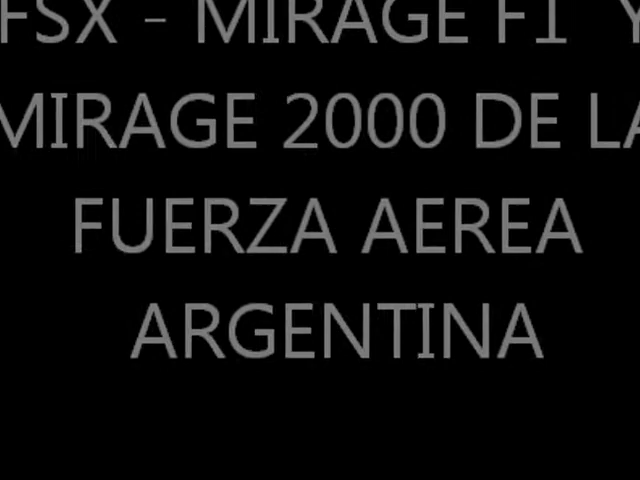 FSX - MIRAGE F1 Y
MIRAGE 2000 DE LA
FUERZA AEREA
ARGENTINA